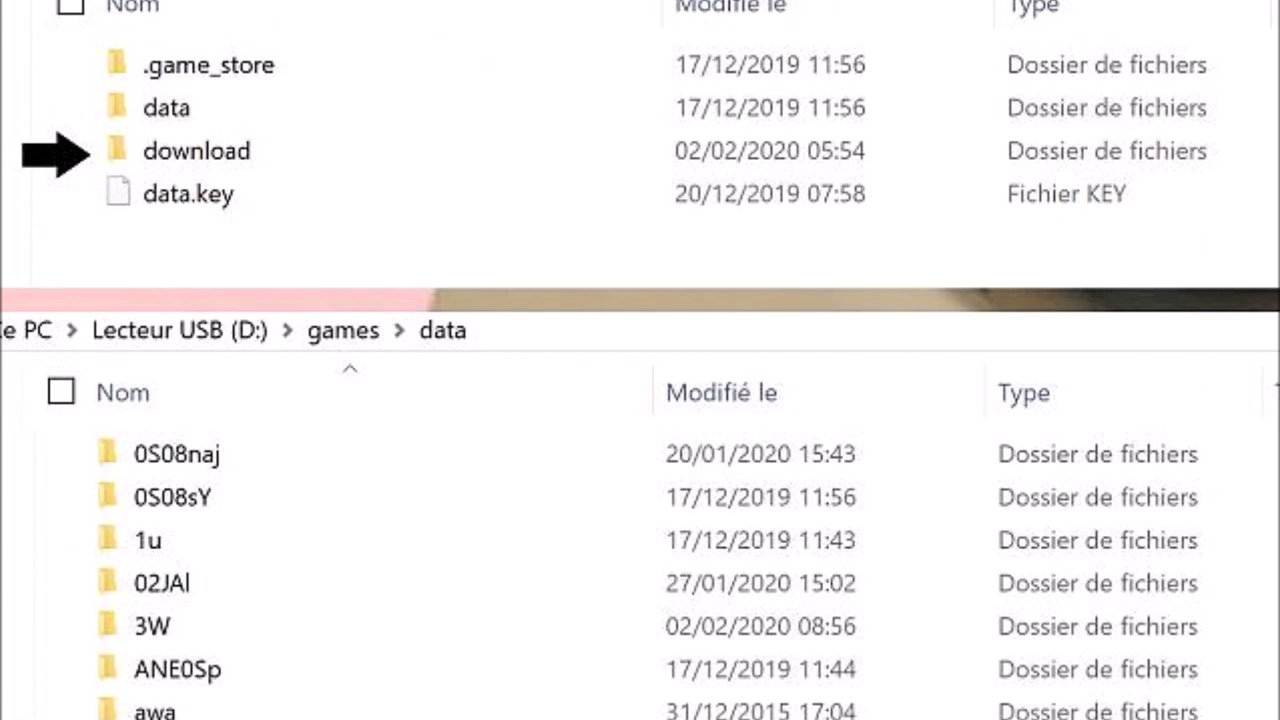 Nom Modifié le Type
.game_store 17/12/2019 11:56 Dossier de fichiers
data 17/12/2019 11:56 Dossier de fichiers
download 02/02/2020 05:54 Dossier de fichiers
data.key 20/12/2019 07:58 Fichier KEY
PC > Lecteur USB (D:) > games > data
Nom Modifié le Type
0S08naj 20/01/2020 15:43 Dossier de fichiers
0S08sY 17/12/2019 11:56 Dossier de fichiers
1u 17/12/2019 11:43 Dossier de fichiers
02JAl 27/01/2020 15:02 Dossier de fichiers
3W 02/02/2020 08:56 Dossier de fichiers
ANE0Sp 17/12/2019 11:44 Dossier de fichiers
awa 31/12/2015 17:04 Dossier de fichiers